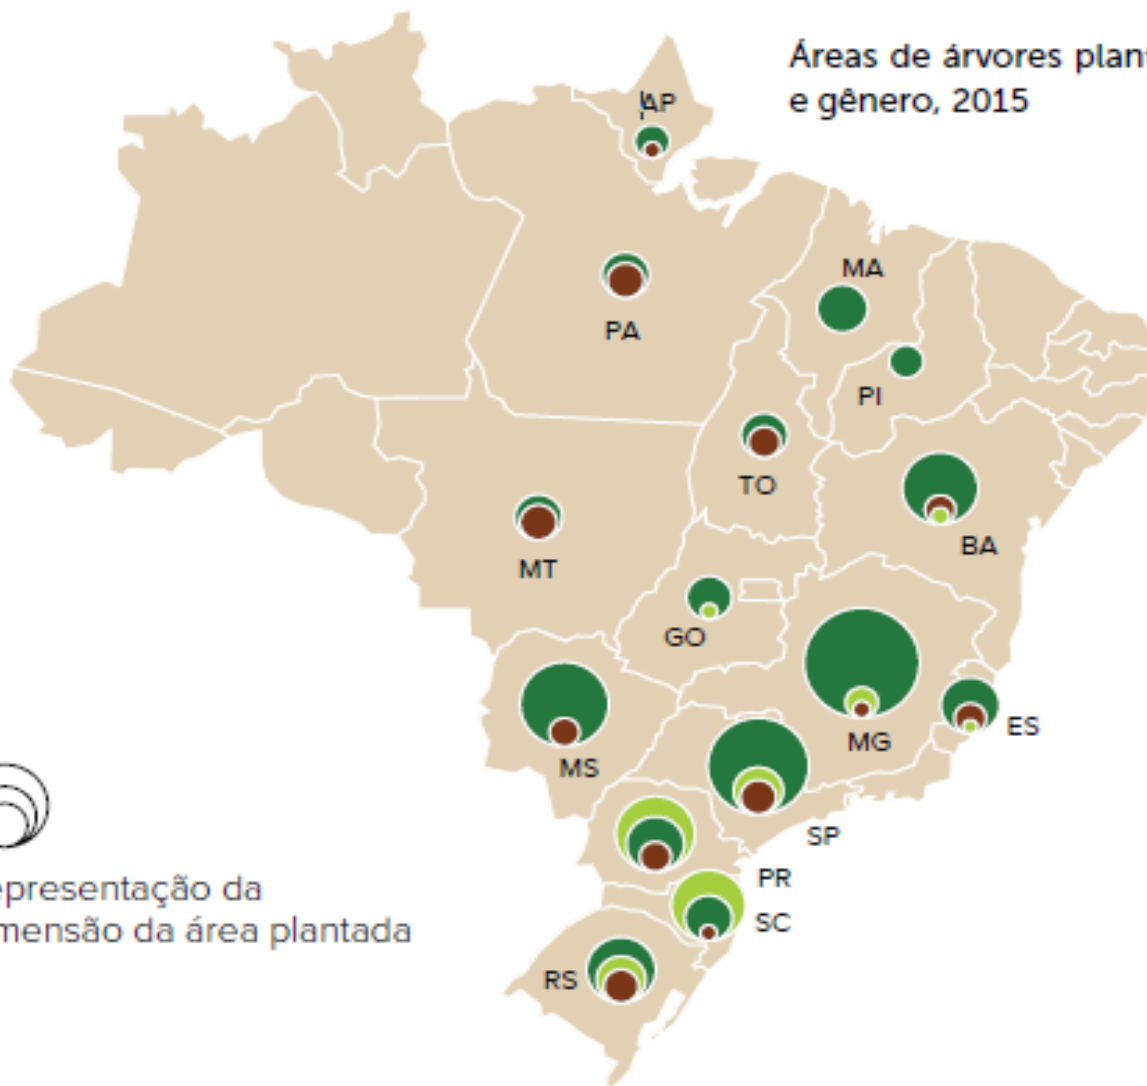 Áreas de árvores plant
e gênero, 2015
AP
MA
PA
PI
TO
BA
MT
GO
MG
ES
MS
SP
PR
SC
RS
epresentação da
mensão da área plantada